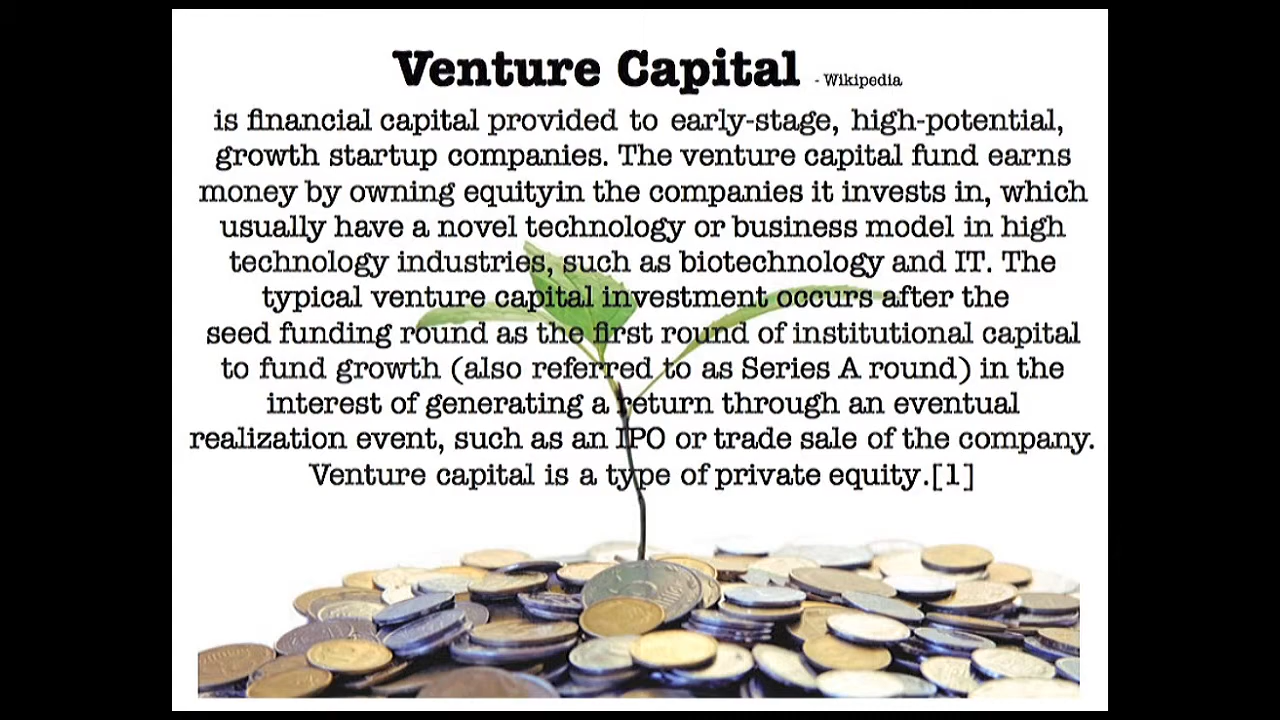 Venture Capital - Wikipedia
is financial capital provided to early-stage, high-potential,
growth startup companies. The venture capital fund earns
money by owning equityin the companies it invests in, which
usually have a novel technology or business model in high
technology industries, such as biotechnology and IT. The
typical venture capital investment occurs after the
seed funding round as the first round of institutional capital
to fund growth (also referred to as Series A round) in the
interest of generating a return through an eventual
realization event, such as an IPO or trade sale of the company.
Venture capital is a type of private equity.[1]